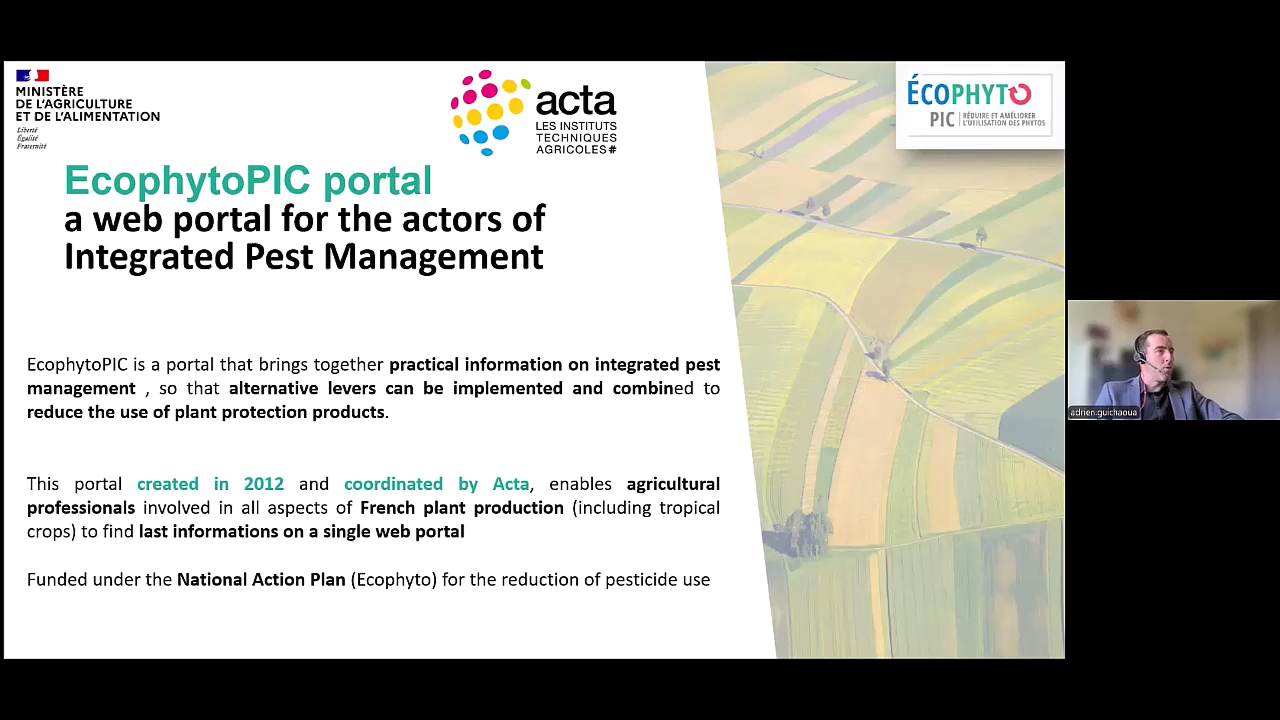 MINISTÈRE
DE L'AGRICULTURE
ET DE L'ALIMENTATION
Liberté
Égalité
Fraternité
acta
LES INSTITUTS
TECHNIQUES
AGRICOLES#
ÉCOPHYTO
PIC
RÉDUIRE ET AMÉLIORER
L'UTILISATION DES PHYTOS
EcophytoPIC portal
a web portal for the actors of
Integrated Pest Management
EcophytoPIC is a portal that brings together practical information on integrated pest
management , so that alternative levers can be implemented and combined to
reduce the use of plant protection products.
This portal created in 2012 and coordinated by Acta, enables agricultural
professionals involved in all aspects of French plant production (including tropical
crops) to find last informations on a single web portal
Funded under the National Action Plan (Ecophyto) for the reduction of pesticide use
adrien.guichaoua